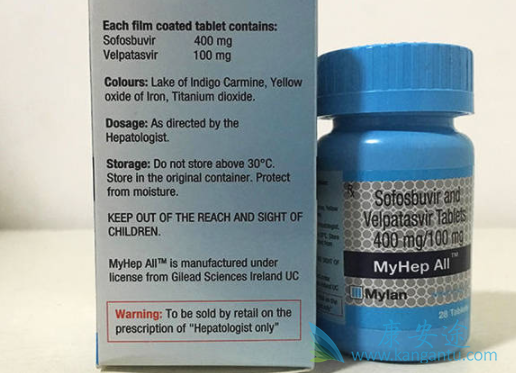 Each film coated tablet contains:
Sofosbuvir 400 mg
Velpatasvir 100 mg
Colours: Lake of Indigo Carmine, Yellow
oxide of Iron, Titanium dioxide.
Dosage: As directed by the
Hepatologist.
Storage: Do not store above 30°C.
Store in the original container. Protect
from moisture.
KEEP OUT OF THE REACH AND SIGHT OF
CHILDREN.
MyHep All™ is manufactured under
license from Gilead Sciences Ireland UC
Warning: To be sold by retail on the
prescription of "Hepatologist only"
Sofosbuvir and
Velpatasvir Tablets
400 mg/100 mg
MyHep All™
Mylan
28 Tablets
康安途